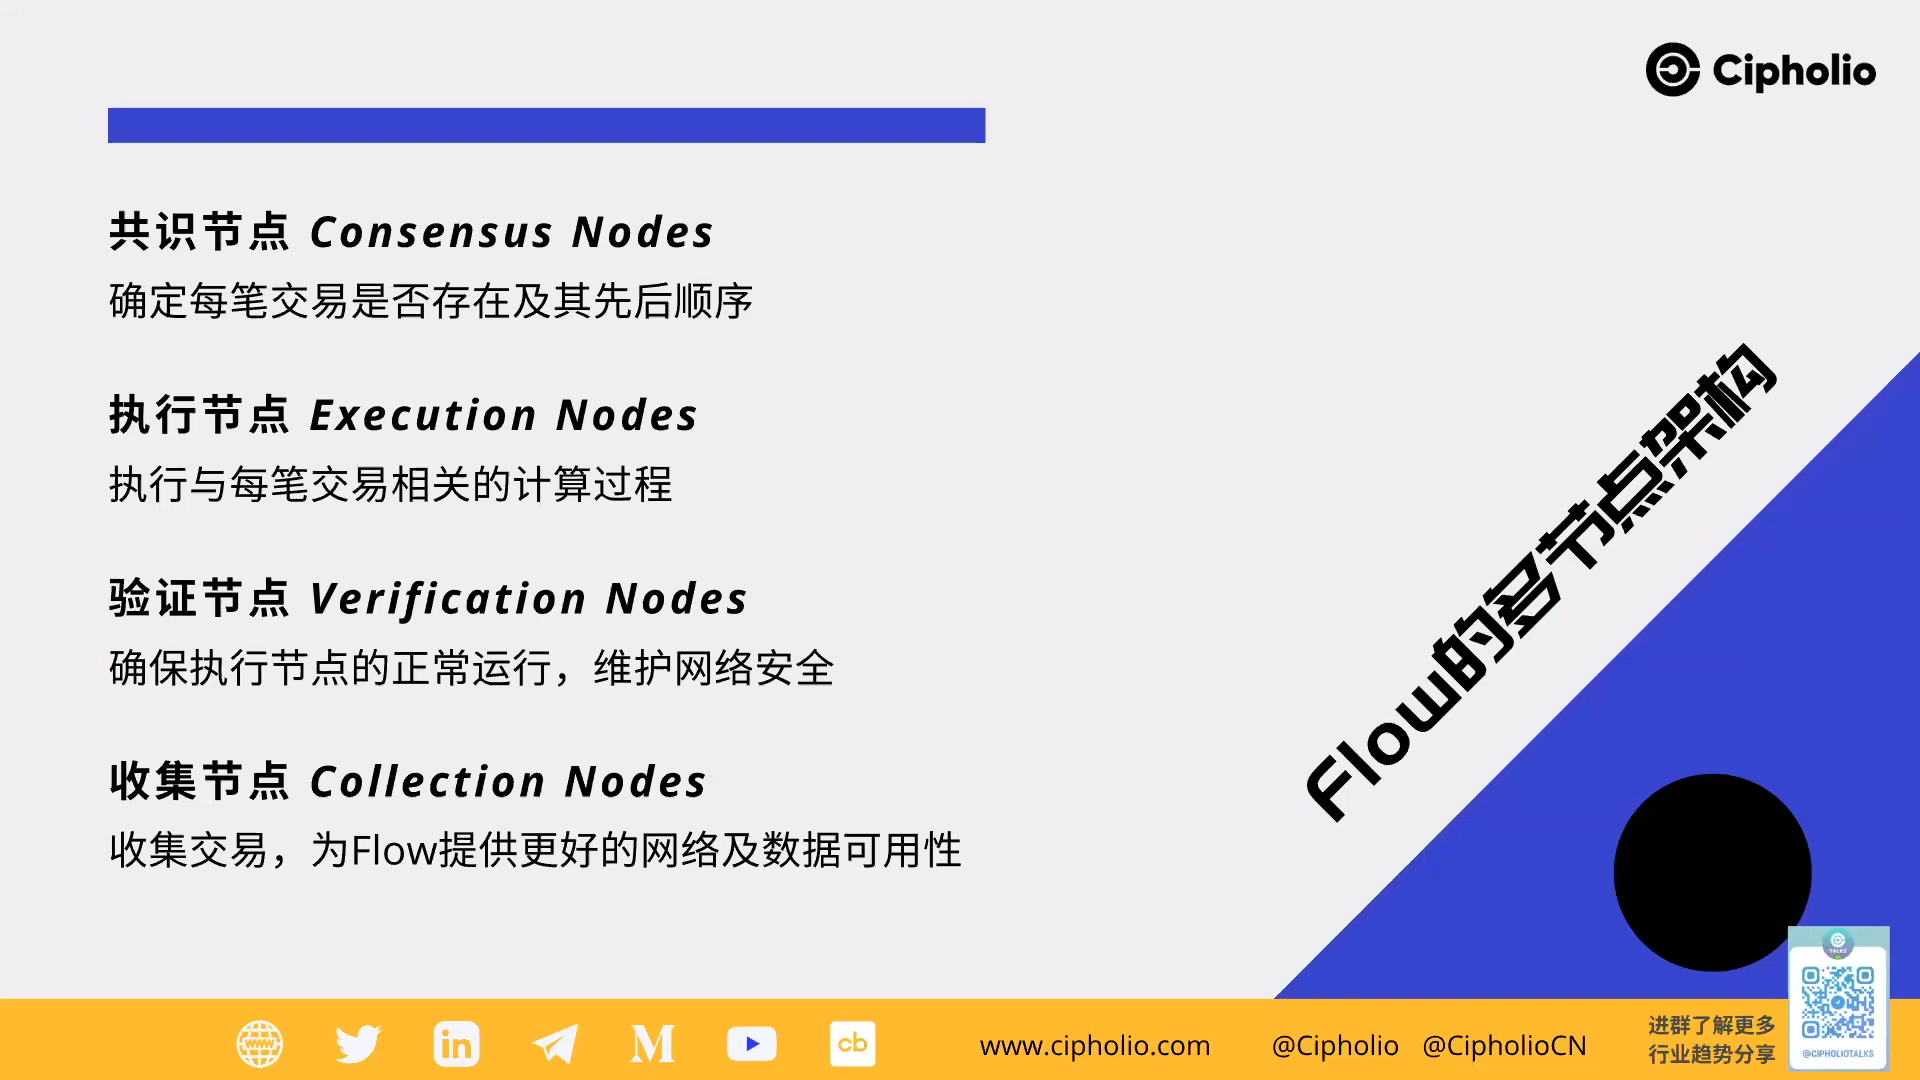 Cipholio
共识节点 Consensus Nodes
确定每笔交易是否存在及其先后顺序
执行节点 Execution Nodes
执行与每笔交易相关的计算过程
验证节点 Verification Nodes
确保执行节点的正常运行，维护网络安全
收集节点 Collection Nodes
收集交易，为Flow提供更好的网络及数据可用性
Flow的多节点架构
www
in
M
cb
www.cipholio.com
@Cipholio
@CipholioCN
进群了解更多
行业趋势分享
TALKS
@CIPHOLIOTALKS